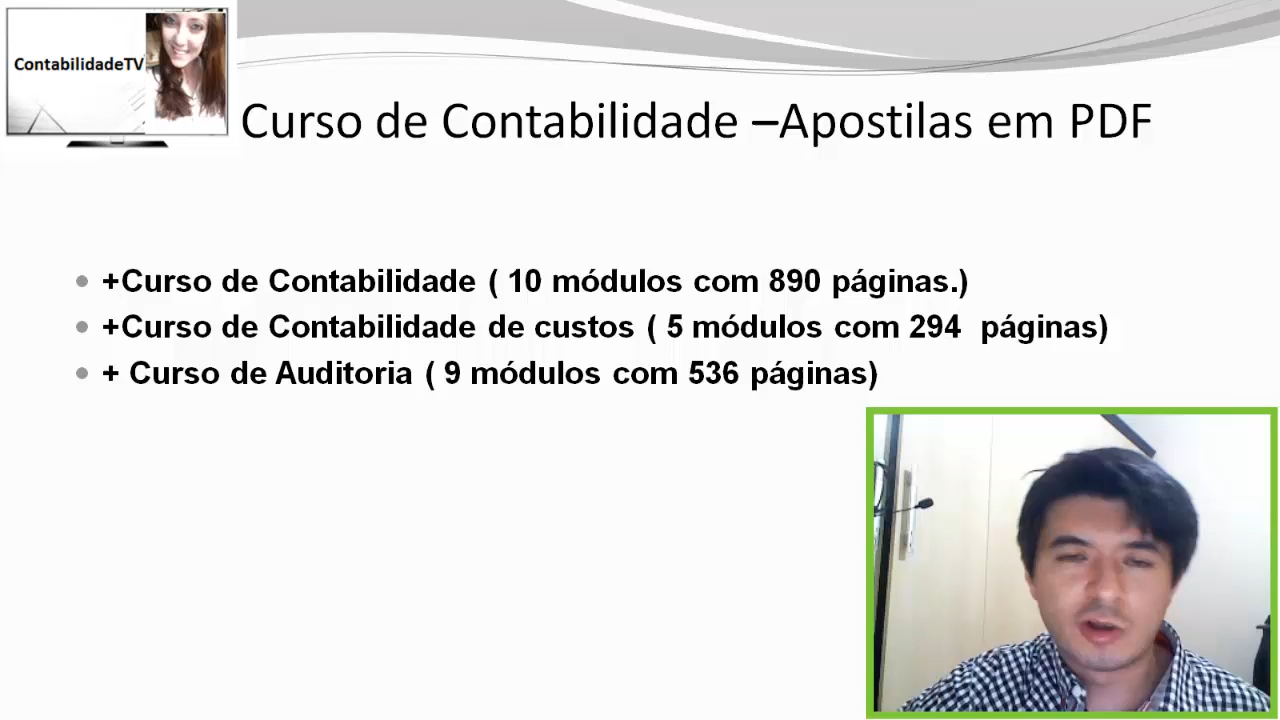 ContabilidadeTV
Curso de Contabilidade –Apostilas em PDF
+Curso de Contabilidade ( 10 módulos com 890 páginas.)
+Curso de Contabilidade de custos ( 5 módulos com 294  páginas)
+ Curso de Auditoria ( 9 módulos com 536 páginas)